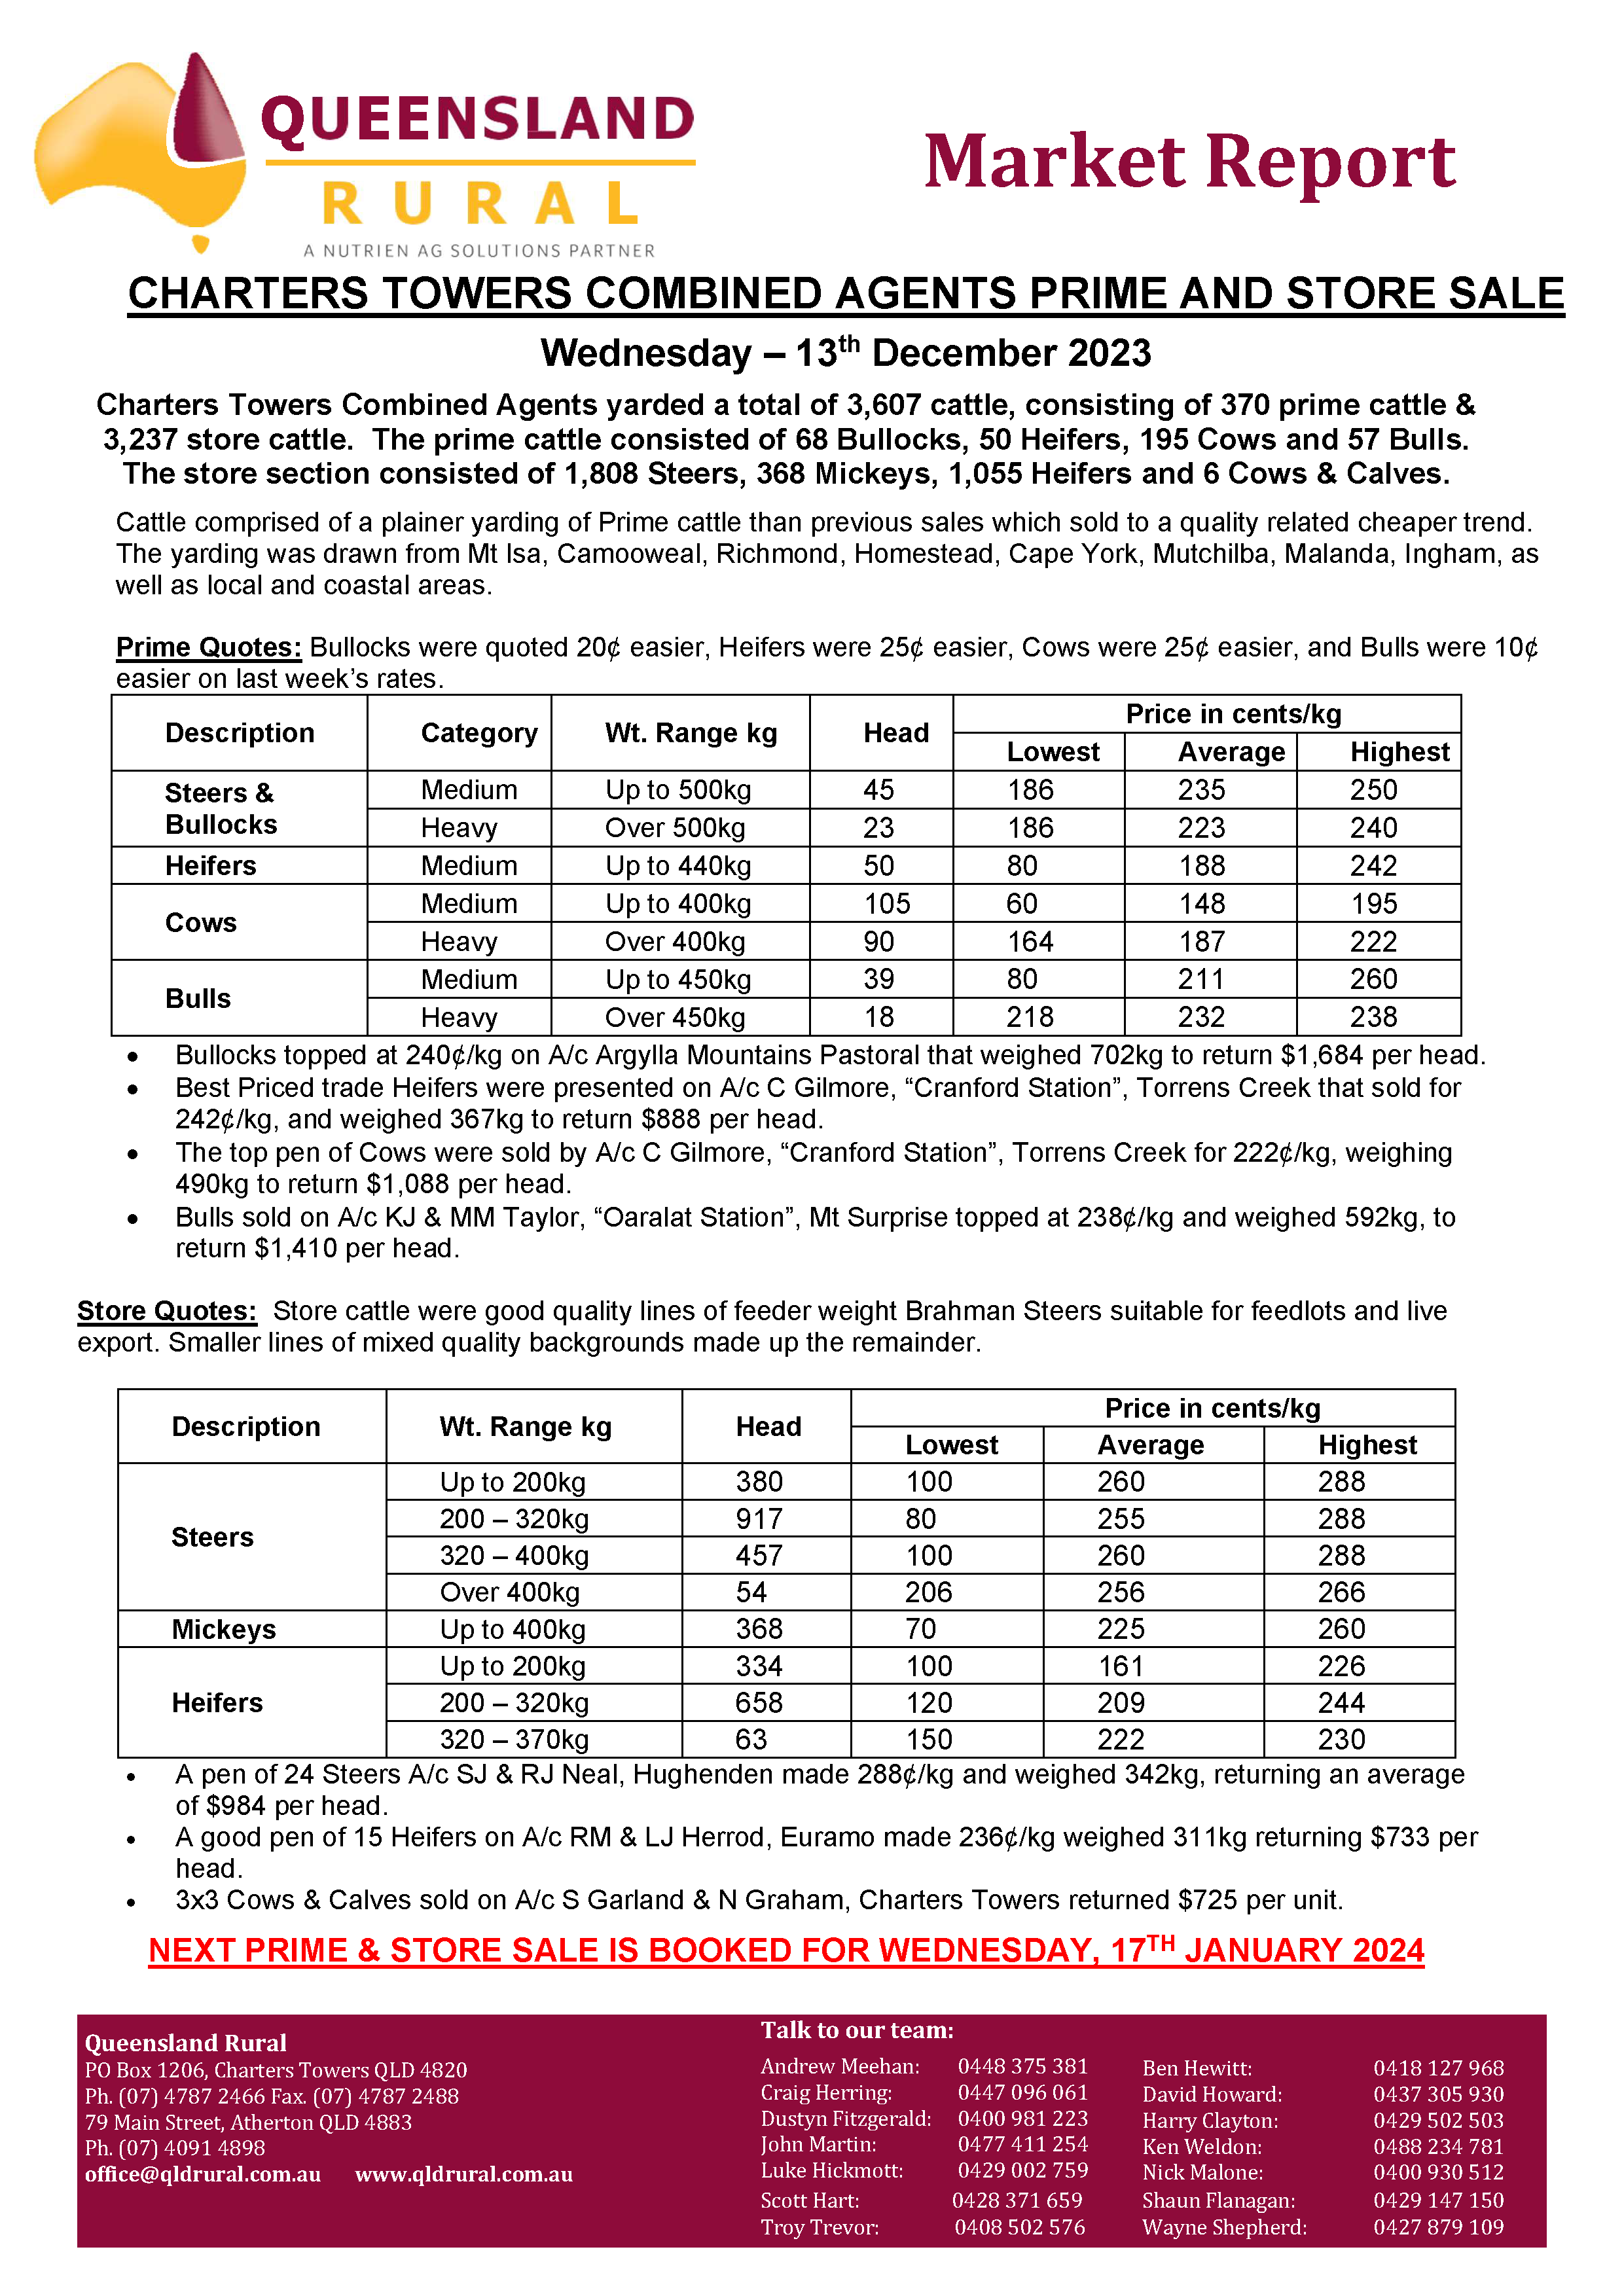 QUEENSLAND
RURAL
A NUTRIEN AG SOLUTIONS PARTNER
Market Report
CHARTERS TOWERS COMBINED AGENTS PRIME AND STORE SALE
Wednesday – 13th December 2023
Charters Towers Combined Agents yarded a total of 3,607 cattle, consisting of 370 prime cattle &
3,237 store cattle. The prime cattle consisted of 68 Bullocks, 50 Heifers, 195 Cows and 57 Bulls.
The store section consisted of 1,808 Steers, 368 Mickeys, 1,055 Heifers and 6 Cows & Calves.
Cattle comprised of a plainer yarding of Prime cattle than previous sales which sold to a quality related cheaper trend.
The yarding was drawn from Mt Isa, Camooweal, Richmond, Homestead, Cape York, Mutchilba, Malanda, Ingham, as
well as local and coastal areas.
Prime Quotes: Bullocks were quoted 20¢ easier, Heifers were 25¢ easier, Cows were 25¢ easier, and Bulls were 10¢
easier on last week's rates.
Description Category Wt. Range kg Head Price in cents/kg
Lowest Average Highest
Steers & Bullocks Medium Up to 500kg 45 186 235 250
Heavy Over 500kg 23 186 223 240
Heifers Medium Up to 440kg 50 80 188 242
Cows Medium Up to 400kg 105 60 148 195
Heavy Over 400kg 90 164 187 222
Bulls Medium Up to 450kg 39 80 211 260
Heavy Over 450kg 18 218 232 238
• Bullocks topped at 240¢/kg on A/c Argylla Mountains Pastoral that weighed 702kg to return $1,684 per head.
• Best Priced trade Heifers were presented on A/c C Gilmore, “Cranford Station”, Torrens Creek that sold for
242¢/kg, and weighed 367kg to return $888 per head.
• The top pen of Cows were sold by A/c C Gilmore, “Cranford Station”, Torrens Creek for 222¢/kg, weighing
490kg to return $1,088 per head.
• Bulls sold on A/c KJ & MM Taylor, “Oaralat Station”, Mt Surprise topped at 238¢/kg and weighed 592kg, to
return $1,410 per head.
Store Quotes: Store cattle were good quality lines of feeder weight Brahman Steers suitable for feedlots and live
export. Smaller lines of mixed quality backgrounds made up the remainder.
Description Wt. Range kg Head Price in cents/kg
Lowest Average Highest
Steers Up to 200kg 380 100 260 288
200 – 320kg 917 80 255 288
320 – 400kg 457 100 260 288
Over 400kg 54 206 256 266
Mickeys Up to 400kg 368 70 225 260
Heifers Up to 200kg 334 100 161 226
200 – 320kg 658 120 209 244
320 – 370kg 63 150 222 230
• A pen of 24 Steers A/c SJ & RJ Neal, Hughenden made 288¢/kg and weighed 342kg, returning an average
of $984 per head.
• A good pen of 15 Heifers on A/c RM & LJ Herrod, Euramo made 236¢/kg weighed 311kg returning $733 per
head.
• 3x3 Cows & Calves sold on A/c S Garland & N Graham, Charters Towers returned $725 per unit.
NEXT PRIME & STORE SALE IS BOOKED FOR WEDNESDAY, 17TH JANUARY 2024
Queensland Rural
PO Box 1206, Charters Towers QLD 4820
Ph. (07) 4787 2466 Fax. (07) 4787 2488
79 Main Street, Atherton QLD 4883
Ph. (07) 4091 4898
office@qldrural.com.au www.qldrural.com.au
Talk to our team:
Andrew Meehan: 0448 375 381
Craig Herring: 0447 096 061
Dustyn Fitzgerald: 0400 981 223
John Martin: 0477 411 254
Luke Hickmott: 0429 002 759
Scott Hart: 0428 371 659
Troy Trevor: 0408 502 576
Ben Hewitt: 0418 127 968
David Howard: 0437 305 930
Harry Clayton: 0429 502 503
Ken Weldon: 0488 234 781
Nick Malone: 0400 930 512
Shaun Flanagan: 0429 147 150
Wayne Shepherd: 0427 879 109